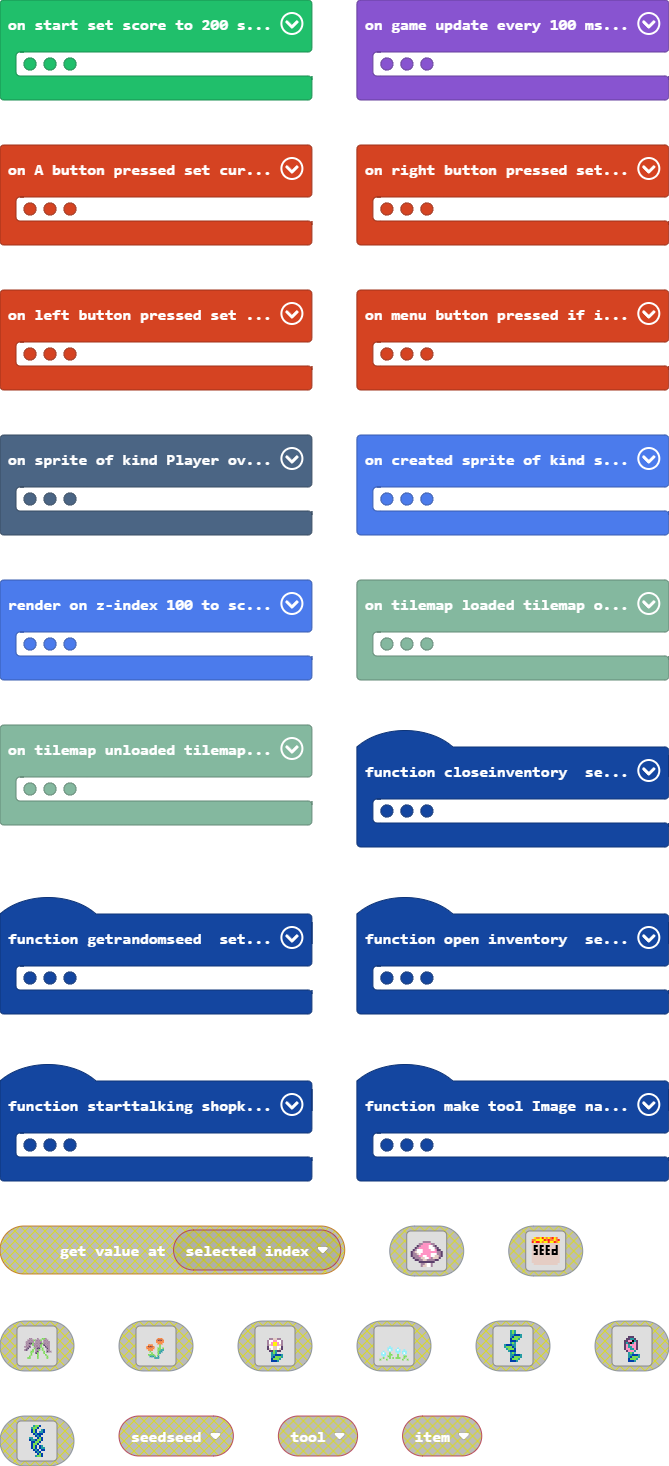 on start set score to 200 s...
on game update every 100 ms...
on A button pressed set cur...
on right button pressed set...
on left button pressed set ...
on menu button pressed if i...
on sprite of kind Player ov...
on created sprite of kind s...
render on z-index 100 to sc...
on tilemap loaded tilemap o...
on tilemap unloaded tilemap...
function closeinventory se...
function getrandomseed set...
function open inventory se...
function starttalking shopk...
function make tool Image na...
get value at selected index
SEED
seedseed
tool
item